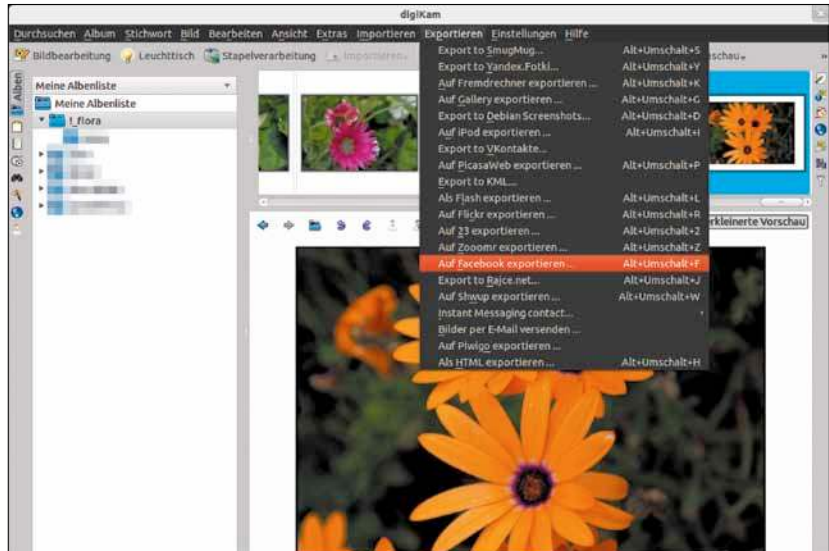 digiKam
Durchsuchen Album Stichwort Bild Bearbeiten Ansicht Extras Importieren Exportieren Einstellungen Hilfe
Bildbearbeitung Leuchttisch Stapelverarbeitung Importieren
Alben
Meine Albenliste
Meine Albenliste
!_flora
Export to SmugMug... Alt+Umschalt+S
Export to Yandex.Fotki... Alt+Umschalt+Y
Auf Fremdrechner exportieren ... Alt+Umschalt+K
Auf Gallery exportieren ... Alt+Umschalt+G
Export to Debian Screenshots... Alt+Umschalt+D
Auf iPod exportieren ... Alt+Umschalt+I
Export to VKontakte...
Auf PicasaWeb exportieren ... Alt+Umschalt+P
Export to KML...
Als Flash exportieren ... Alt+Umschalt+L
Auf Flickr exportieren ... Alt+Umschalt+R
Auf 23 exportieren ... Alt+Umschalt+2
Auf Zooomr exportieren ... Alt+Umschalt+Z
Auf Facebook exportieren ... Alt+Umschalt+F
Export to Rajce.net... Alt+Umschalt+J
Auf Shwup exportieren ... Alt+Umschalt+W
Instant Messaging contact...
Bilder per E-Mail versenden ...
Auf Piwigo exportieren ...
Als HTML exportieren ... Alt+Umschalt+H
schau
erkleinerte Vorschau